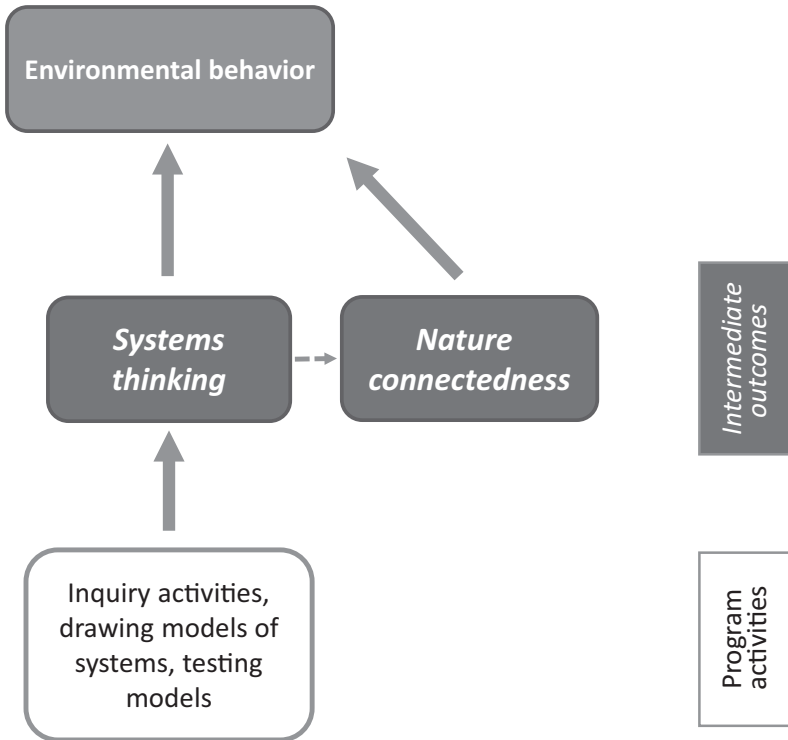 Environmental behavior
Systems
thinking
Nature
connectedness
Intermediate
outcomes
Inquiry activities,
drawing models of
systems, testing
models
Program
activities